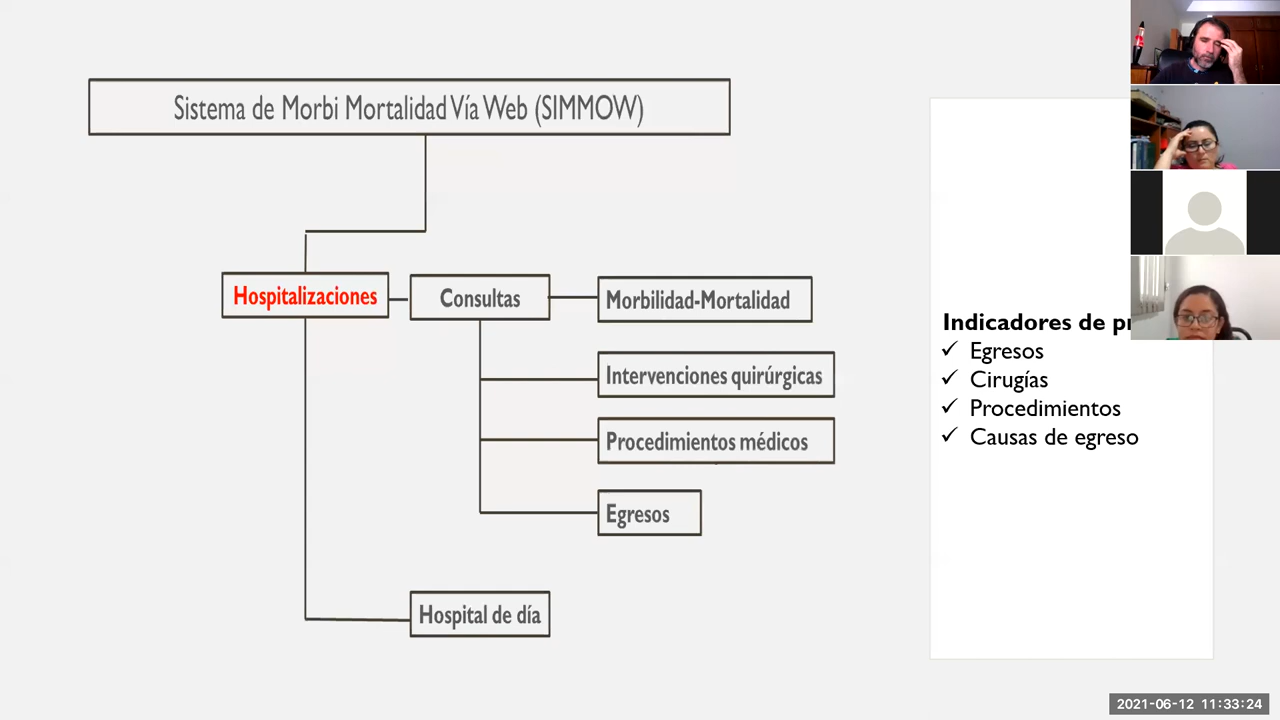 Sistema de Morbi Mortalidad Vía Web (SIMMOW)
Hospitalizaciones
Consultas
Morbilidad-Mortalidad
Intervenciones quirúrgicas
Procedimientos médicos
Egresos
Hospital de día
Indicadores de
✓ Egresos
✓ Cirugías
✓ Procedimientos
✓ Causas de egreso
2021-06-12 11:33:24